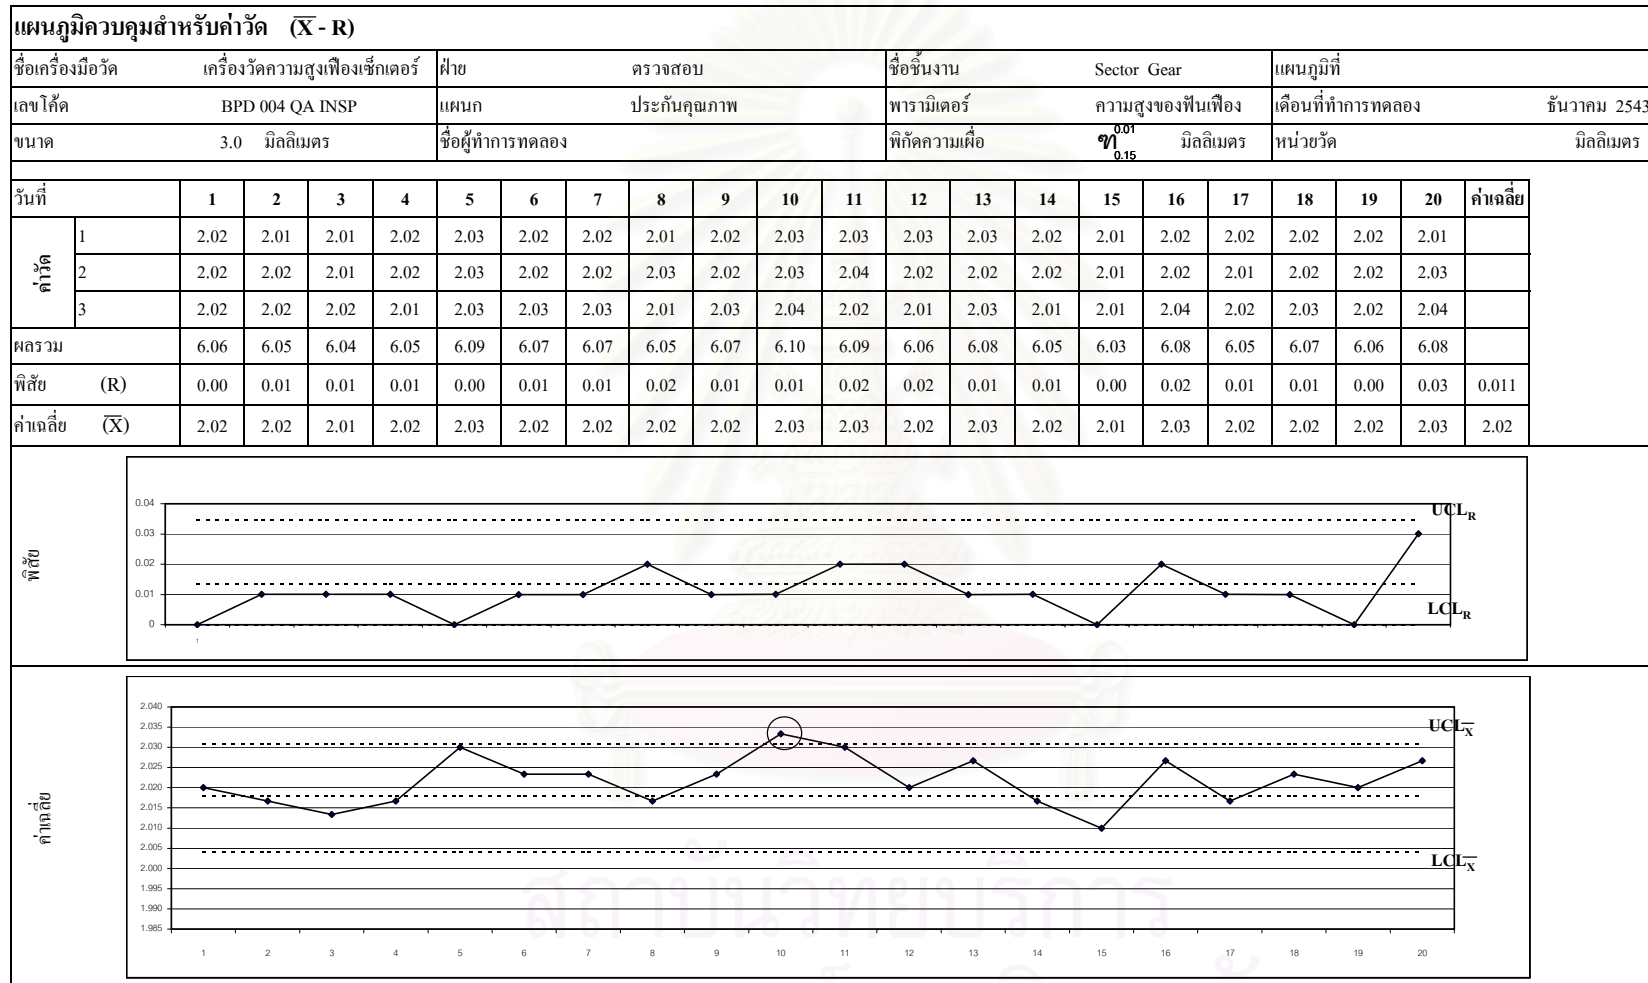 แผนภูมิควบคุมสำหรับค่าวัด (X̅ - R)
ชื่อเครื่องมือวัด เครื่องวัดความสูงเฟืองเซ็กเตอร์ ฝ่าย ตรวจสอบ ชื่อชิ้นงาน Sector Gear แผนภูมิที่
เลขโค้ด BPD 004 QA INSP แผนก ประกันคุณภาพ พารามิเตอร์ ความสูงของฟันเฟือง เดือนที่ทำการทดลอง ธันวาคม 2543
ขนาด 3.0 มิลลิเมตร ชื่อผู้ทำการทดลอง พิกัดความเผื่อ ฑ 0.01 0.15 มิลลิเมตร หน่วยวัด มิลลิเมตร
วันที่ 1 2 3 4 5 6 7 8 9 10 11 12 13 14 15 16 17 18 19 20 ค่าเฉลี่ย
ค่าวัด
1 2.02 2.01 2.01 2.02 2.03 2.02 2.02 2.01 2.02 2.03 2.03 2.03 2.03 2.02 2.01 2.02 2.02 2.02 2.02 2.01
2 2.02 2.02 2.01 2.02 2.03 2.02 2.02 2.03 2.02 2.03 2.04 2.02 2.02 2.02 2.01 2.02 2.01 2.02 2.02 2.03
3 2.02 2.02 2.02 2.01 2.03 2.03 2.03 2.01 2.03 2.04 2.02 2.01 2.03 2.01 2.01 2.04 2.02 2.03 2.02 2.04
ผลรวม 6.06 6.05 6.04 6.05 6.09 6.07 6.07 6.05 6.07 6.10 6.09 6.06 6.08 6.05 6.03 6.08 6.05 6.07 6.06 6.08
พิสัย (R) 0.00 0.01 0.01 0.01 0.00 0.01 0.01 0.02 0.01 0.01 0.02 0.02 0.01 0.01 0.00 0.02 0.01 0.01 0.00 0.03 0.011
ค่าเฉลี่ย (X̅) 2.02 2.02 2.01 2.02 2.03 2.02 2.02 2.02 2.02 2.03 2.03 2.02 2.03 2.02 2.01 2.03 2.02 2.02 2.02 2.03 2.02
พิสัย
0.04
0.03
0.02
0.01
0
1
UCL R
LCL R
ค่าเฉลี่ย
2.040
2.035
2.030
2.025
2.020
2.015
2.010
2.005
2.000
1.995
1.990
1.985
UCL X̅
LCL X̅
1 2 3 4 5 6 7 8 9 10 11 12 13 14 15 16 17 18 19 20
สถาบันวิทยบริการ